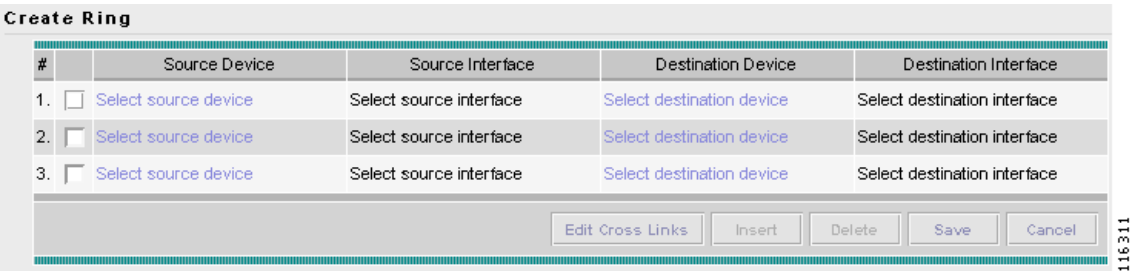 Create Ring
# Source Device Source Interface Destination Device Destination Interface
1. Select source device Select source interface Select destination device Select destination interface
2. Select source device Select source interface Select destination device Select destination interface
3. Select source device Select source interface Select destination device Select destination interface
Edit Cross Links Insert Delete Save Cancel
116311